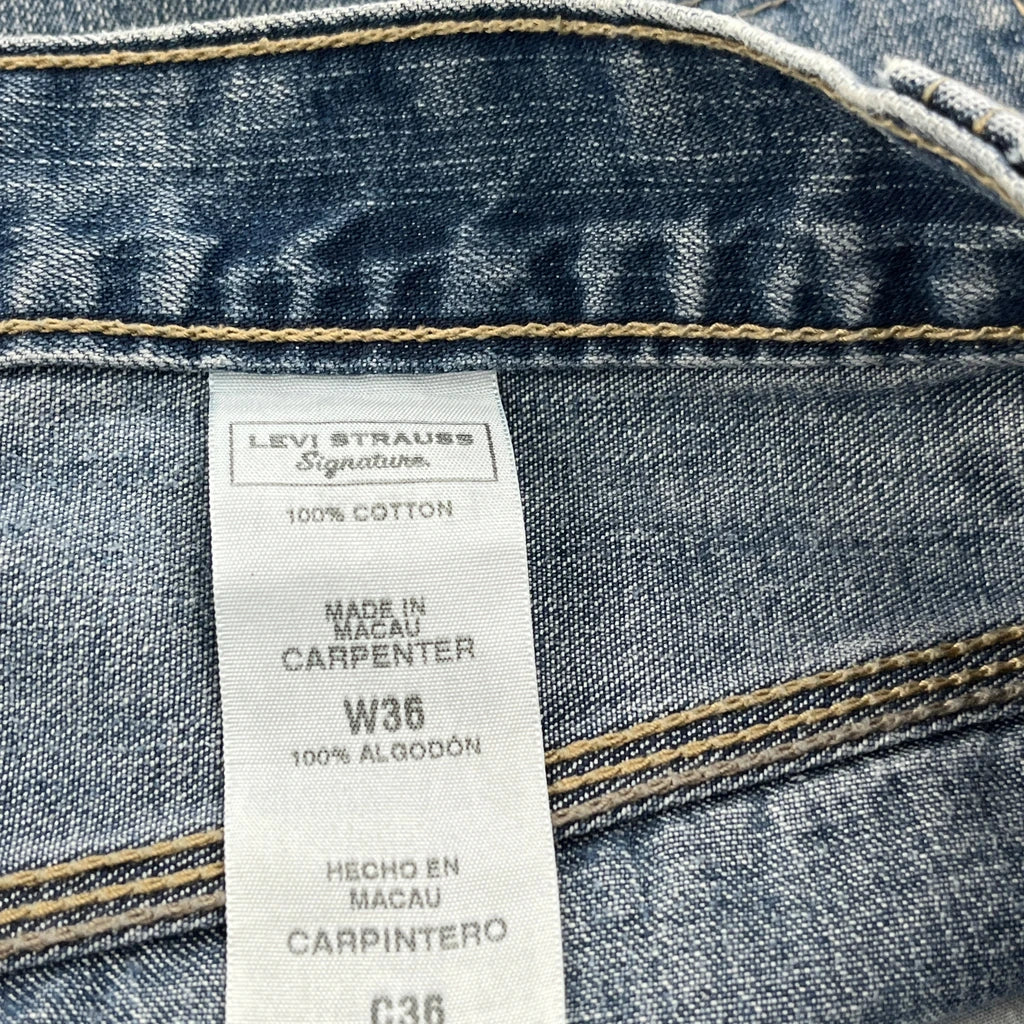 LEVI STRAUSS
Signature.
100% COTTON
MADE IN
MACAU
CARPENTER
W36
100% ALGODÓN
HECHO EN
MACAU
CARPINTERO
C36